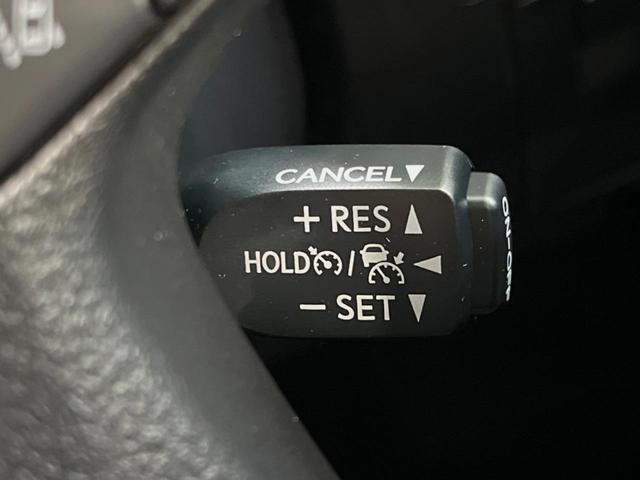 CANCEL▼
+ RES ▲
HOLD / ◀
- SET ▼
ON-OFF